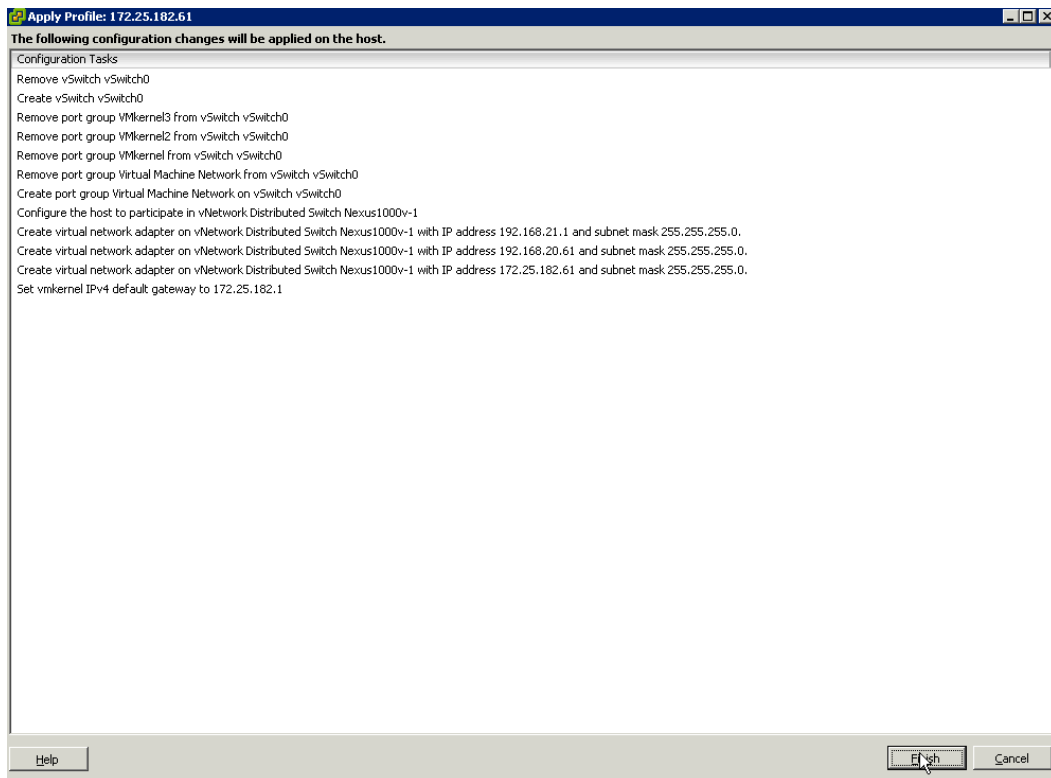 Apply Profile: 172.25.182.61
The following configuration changes will be applied on the host.
Configuration Tasks
Remove vSwitch vSwitch0
Create vSwitch vSwitch0
Remove port group VMkernel3 from vSwitch vSwitch0
Remove port group VMkernel2 from vSwitch vSwitch0
Remove port group VMkernel from vSwitch vSwitch0
Remove port group Virtual Machine Network from vSwitch vSwitch0
Create port group Virtual Machine Network on vSwitch vSwitch0
Configure the host to participate in vNetwork Distributed Switch Nexus1000v-1
Create virtual network adapter on vNetwork Distributed Switch Nexus1000v-1 with IP address 192.168.21.1 and subnet mask 255.255.255.0.
Create virtual network adapter on vNetwork Distributed Switch Nexus1000v-1 with IP address 192.168.20.61 and subnet mask 255.255.255.0.
Create virtual network adapter on vNetwork Distributed Switch Nexus1000v-1 with IP address 172.25.182.61 and subnet mask 255.255.255.0.
Set vmkernel IPv4 default gateway to 172.25.182.1
Help Finish Cancel